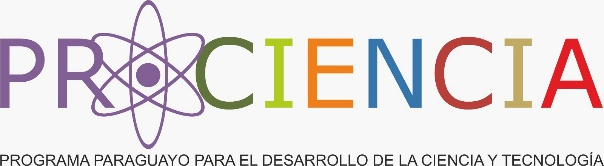 PROCIENCIA
PROGRAMA PARAGUAYO PARA EL DESARROLLO DE LA CIENCIA Y TECNOLOGÍA